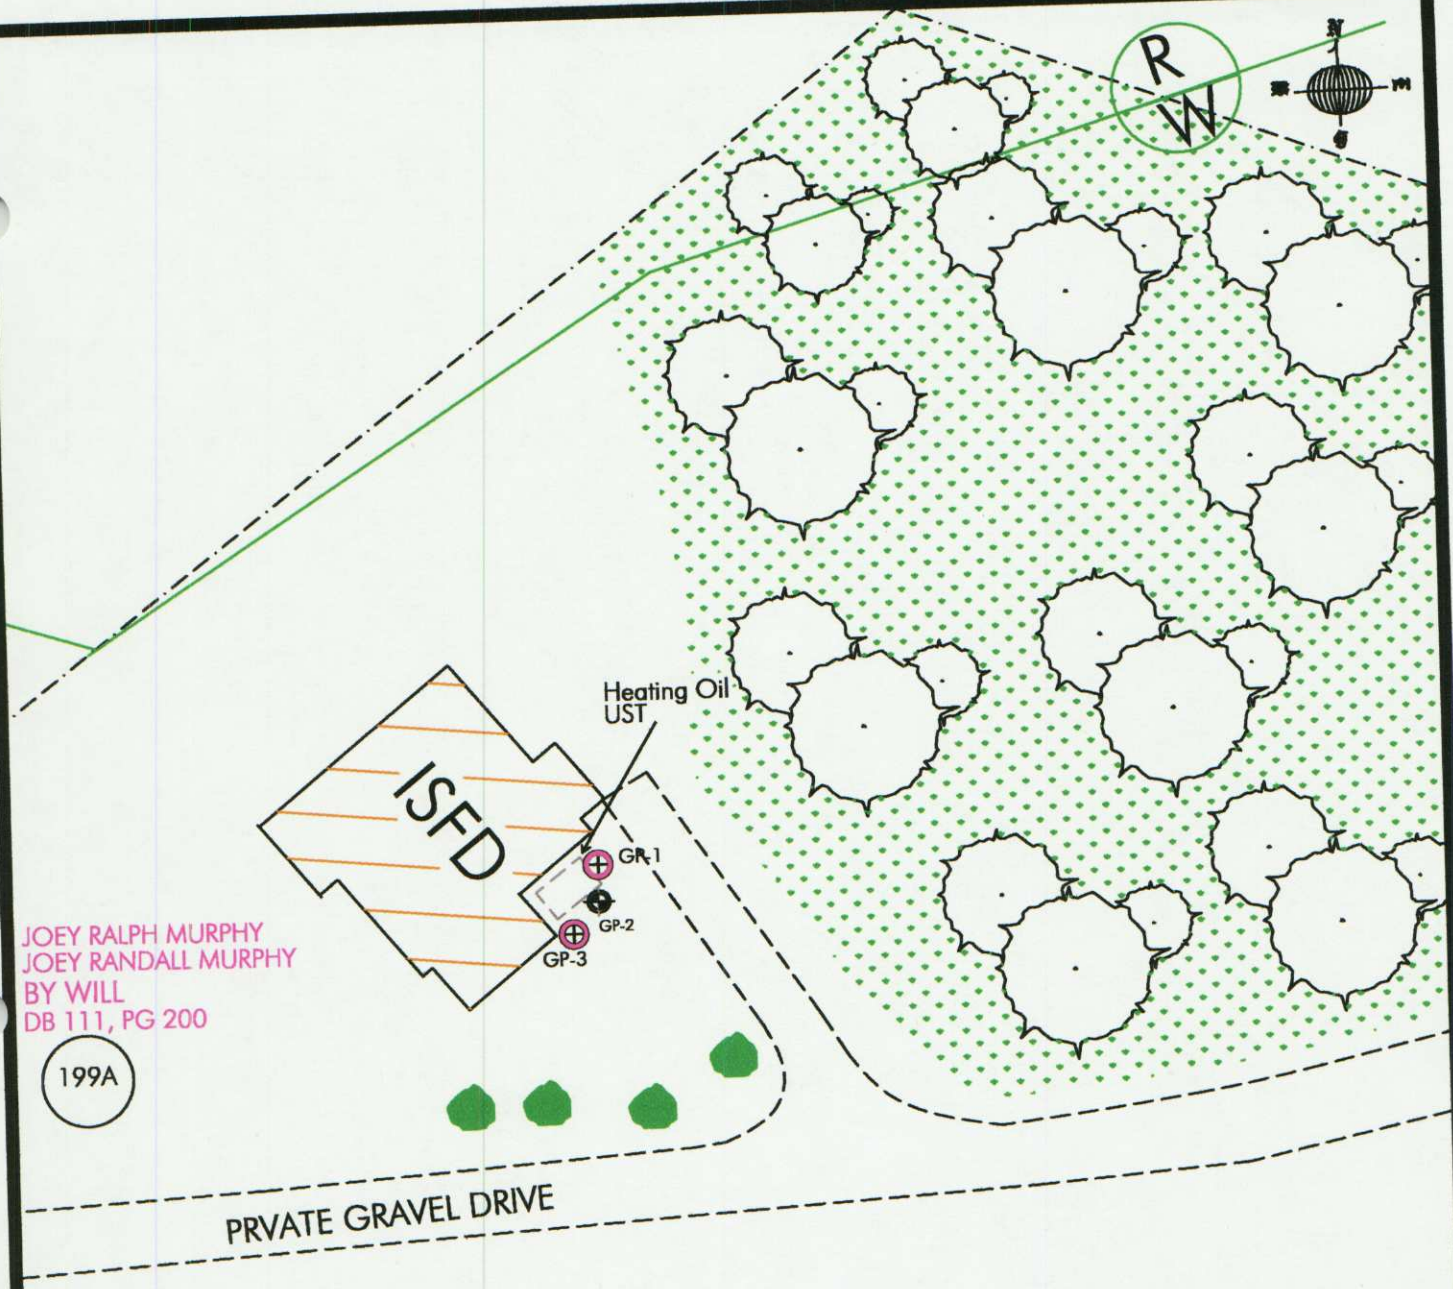 R
W
N
Heating Oil
UST
ISFD
GP-1
GP-2
GP-3
JOEY RALPH MURPHY
JOEY RANDALL MURPHY
BY WILL
DB 111, PG 200
199A
PRVATE GRAVEL DRIVE